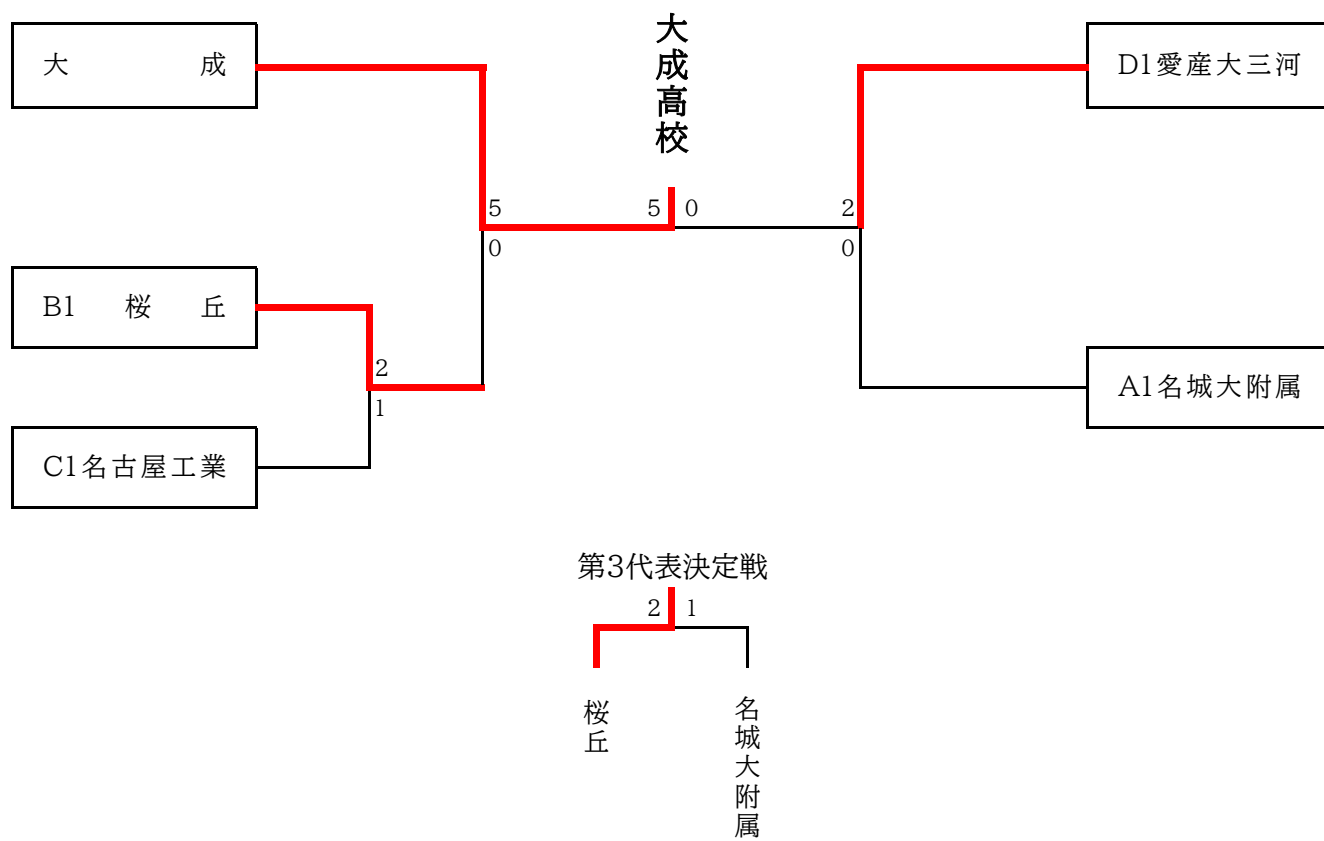 大成高校
大成
D1愛産大三河
5 5 0 2
0 0
B1 桜丘
2
1
A1名城大附属
C1名古屋工業
第3代表決定戦
2 1
桜丘
名城大附属